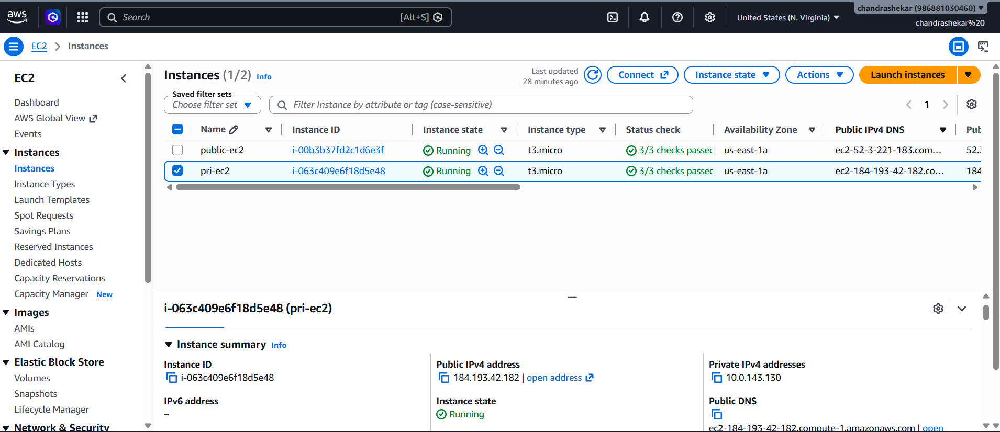 aws
Search [Alt+S]
United States (N. Virginia)
chandrashekar (986881030460)
chandrashekar%20
EC2 Instances
EC2
Dashboard
AWS Global View
Events
Instances
Instances
Instance Types
Launch Templates
Spot Requests
Savings Plans
Reserved Instances
Dedicated Hosts
Capacity Reservations
Capacity Manager New
Images
AMIs
AMI Catalog
Elastic Block Store
Volumes
Snapshots
Lifecycle Manager
Network & Security
Instances (1/2) Info
Last updated
28 minutes ago
Connect Instance state Actions Launch instances
Saved filter sets
Choose filter set Filter Instance by attribute or tag (case-sensitive) 1
Name Instance ID Instance state Instance type Status check Availability Zone Public IPv4 DNS Pub
public-ec2 i-00b3b37fd2c1d6e3f Running t3.micro 3/3 checks passed us-east-1a ec2-52-3-221-183.com… 52.
pri-ec2 i-063c409e6f18d5e48 Running t3.micro 3/3 checks passed us-east-1a ec2-184-193-42-182.co… 184
i-063c409e6f18d5e48 (pri-ec2)
Instance summary Info
Instance ID
i-063c409e6f18d5e48
Public IPv4 address
184.193.42.182 | open address
Private IPv4 addresses
10.0.143.130
IPv6 address
–
Instance state
Running
Public DNS
ec2-184-193-42-182.compute-1.amazonaws.com | open